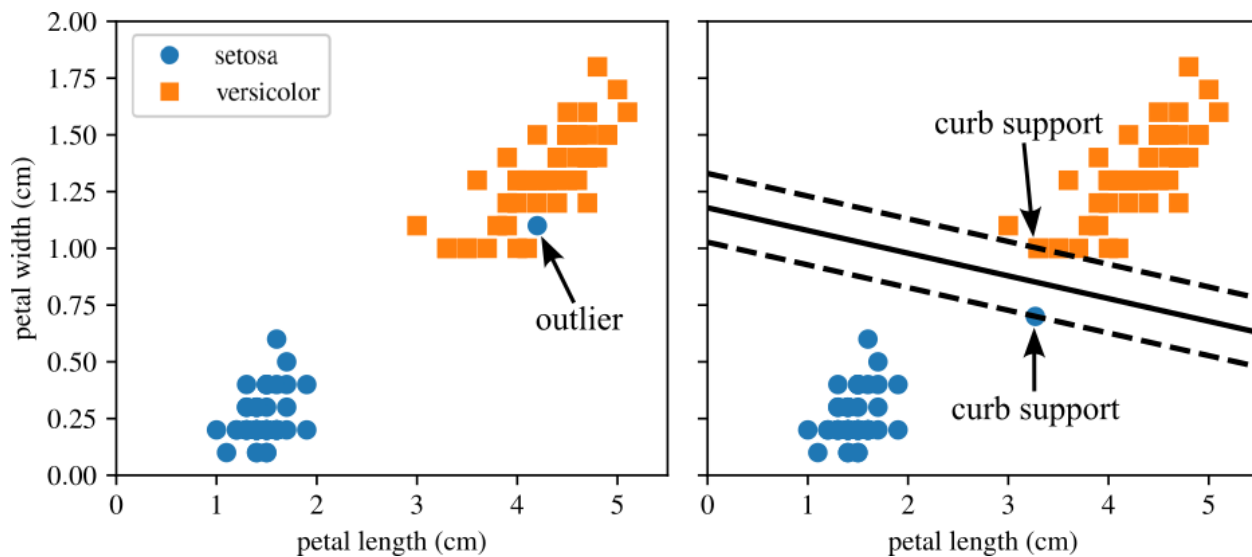 2.00
1.75
1.50
1.25
1.00
0.75
0.50
0.25
0.00
petal width (cm)
setosa
versicolor
outlier
0 1 2 3 4 5
petal length (cm)
curb support
curb support
0 1 2 3 4 5
petal length (cm)